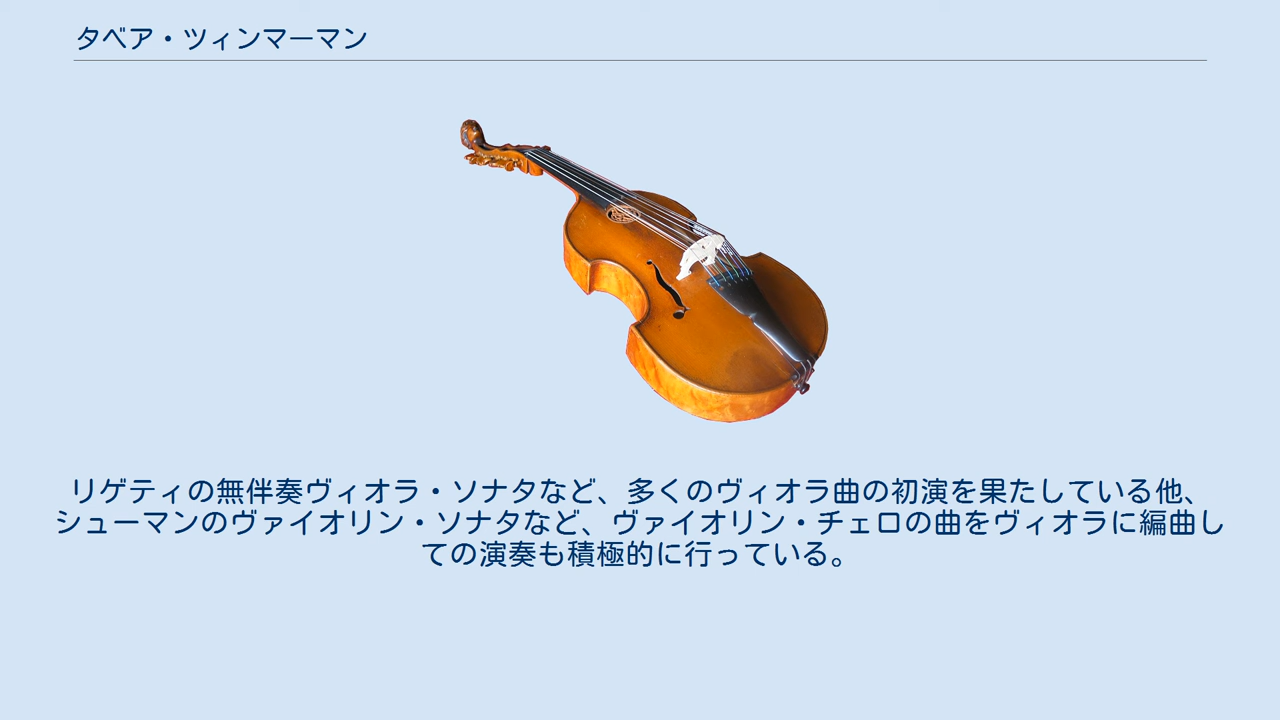 タベア・ツィンマーマン
リゲティの無伴奏ヴィオラ・ソナタなど、多くのヴィオラ曲の初演を果たしている他、
シューマンのヴァイオリン・ソナタなど、ヴァイオリン・チェロの曲をヴィオラに編曲し
ての演奏も積極的に行っている。